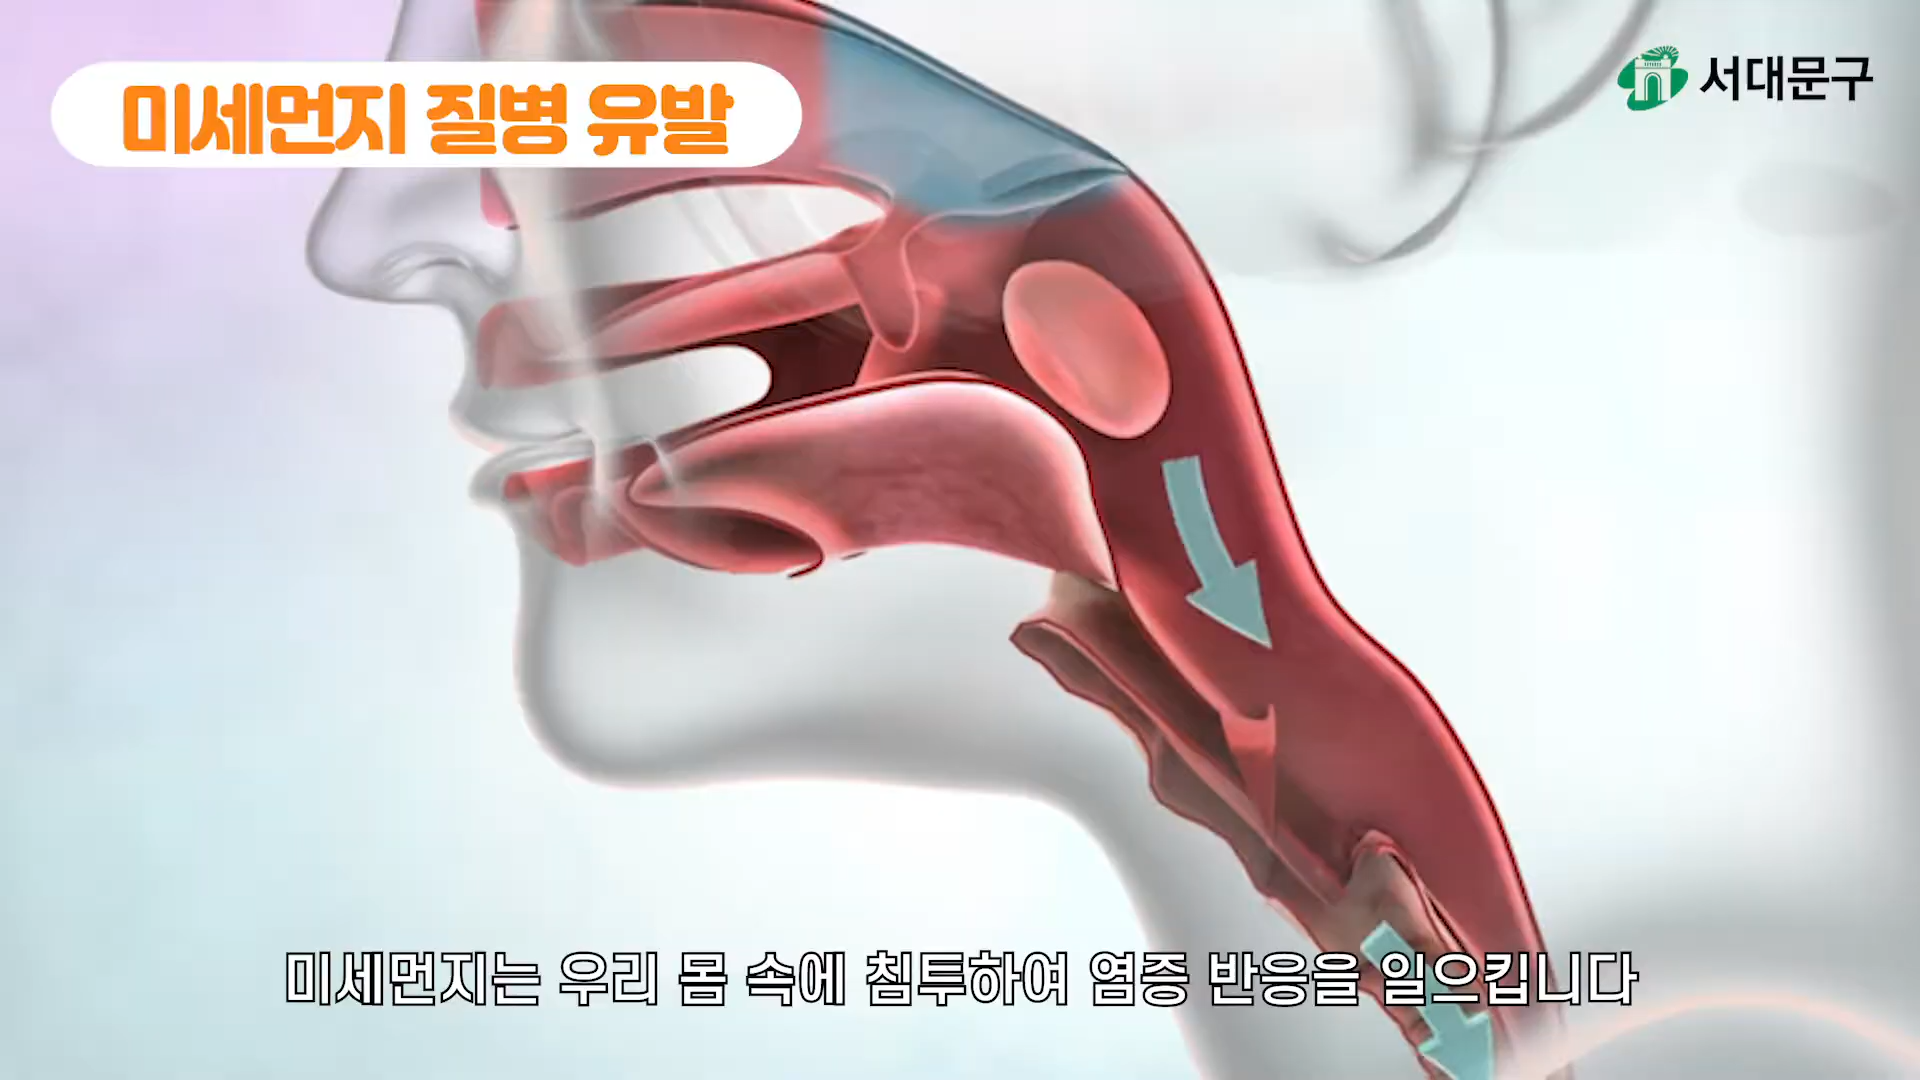 미세먼지 질병 유발
서대문구
미세먼지는 우리 몸 속에 침투하여 염증 반응을 일으킵니다